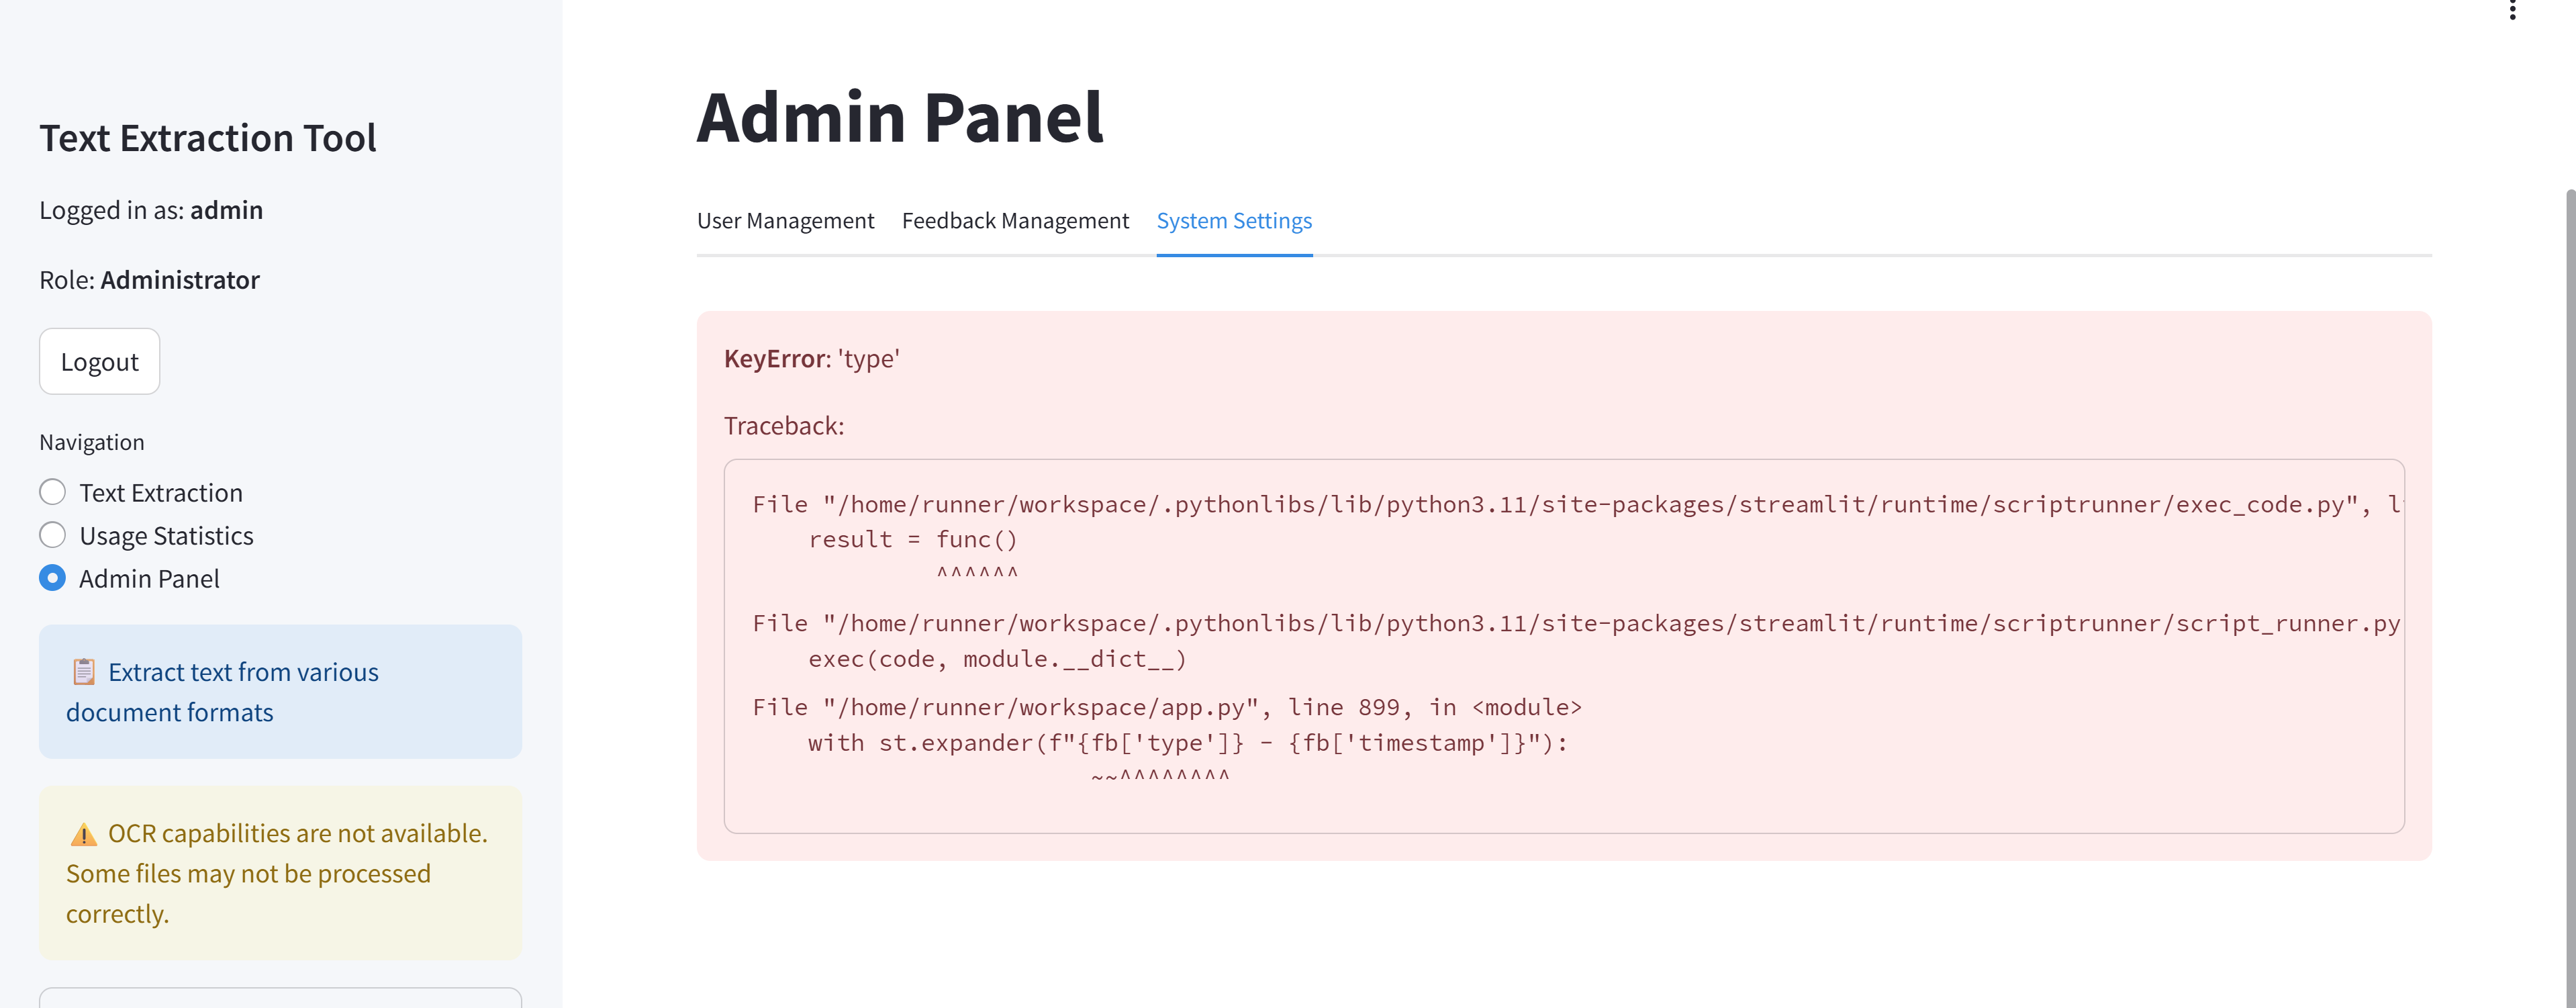 Text Extraction Tool
Logged in as: admin
Role: Administrator
Logout
Navigation
Text Extraction
Usage Statistics
Admin Panel
📋 Extract text from various
document formats
⚠️ OCR capabilities are not available.
Some files may not be processed
correctly.
Admin Panel
User Management Feedback Management System Settings
KeyError: 'type'
Traceback:
File "/home/runner/workspace/.pythonlibs/lib/python3.11/site-packages/streamlit/runtime/scriptrunner/exec_code.py",
    result = func()
             ^^^^^^
File "/home/runner/workspace/.pythonlibs/lib/python3.11/site-packages/streamlit/runtime/scriptrunner/script_runner.py
    exec(code, module.__dict__)
File "/home/runner/workspace/app.py", line 899, in <module>
    with st.expander(f"{fb['type']} - {fb['timestamp']}"):
                        ~~^^^^^^^^